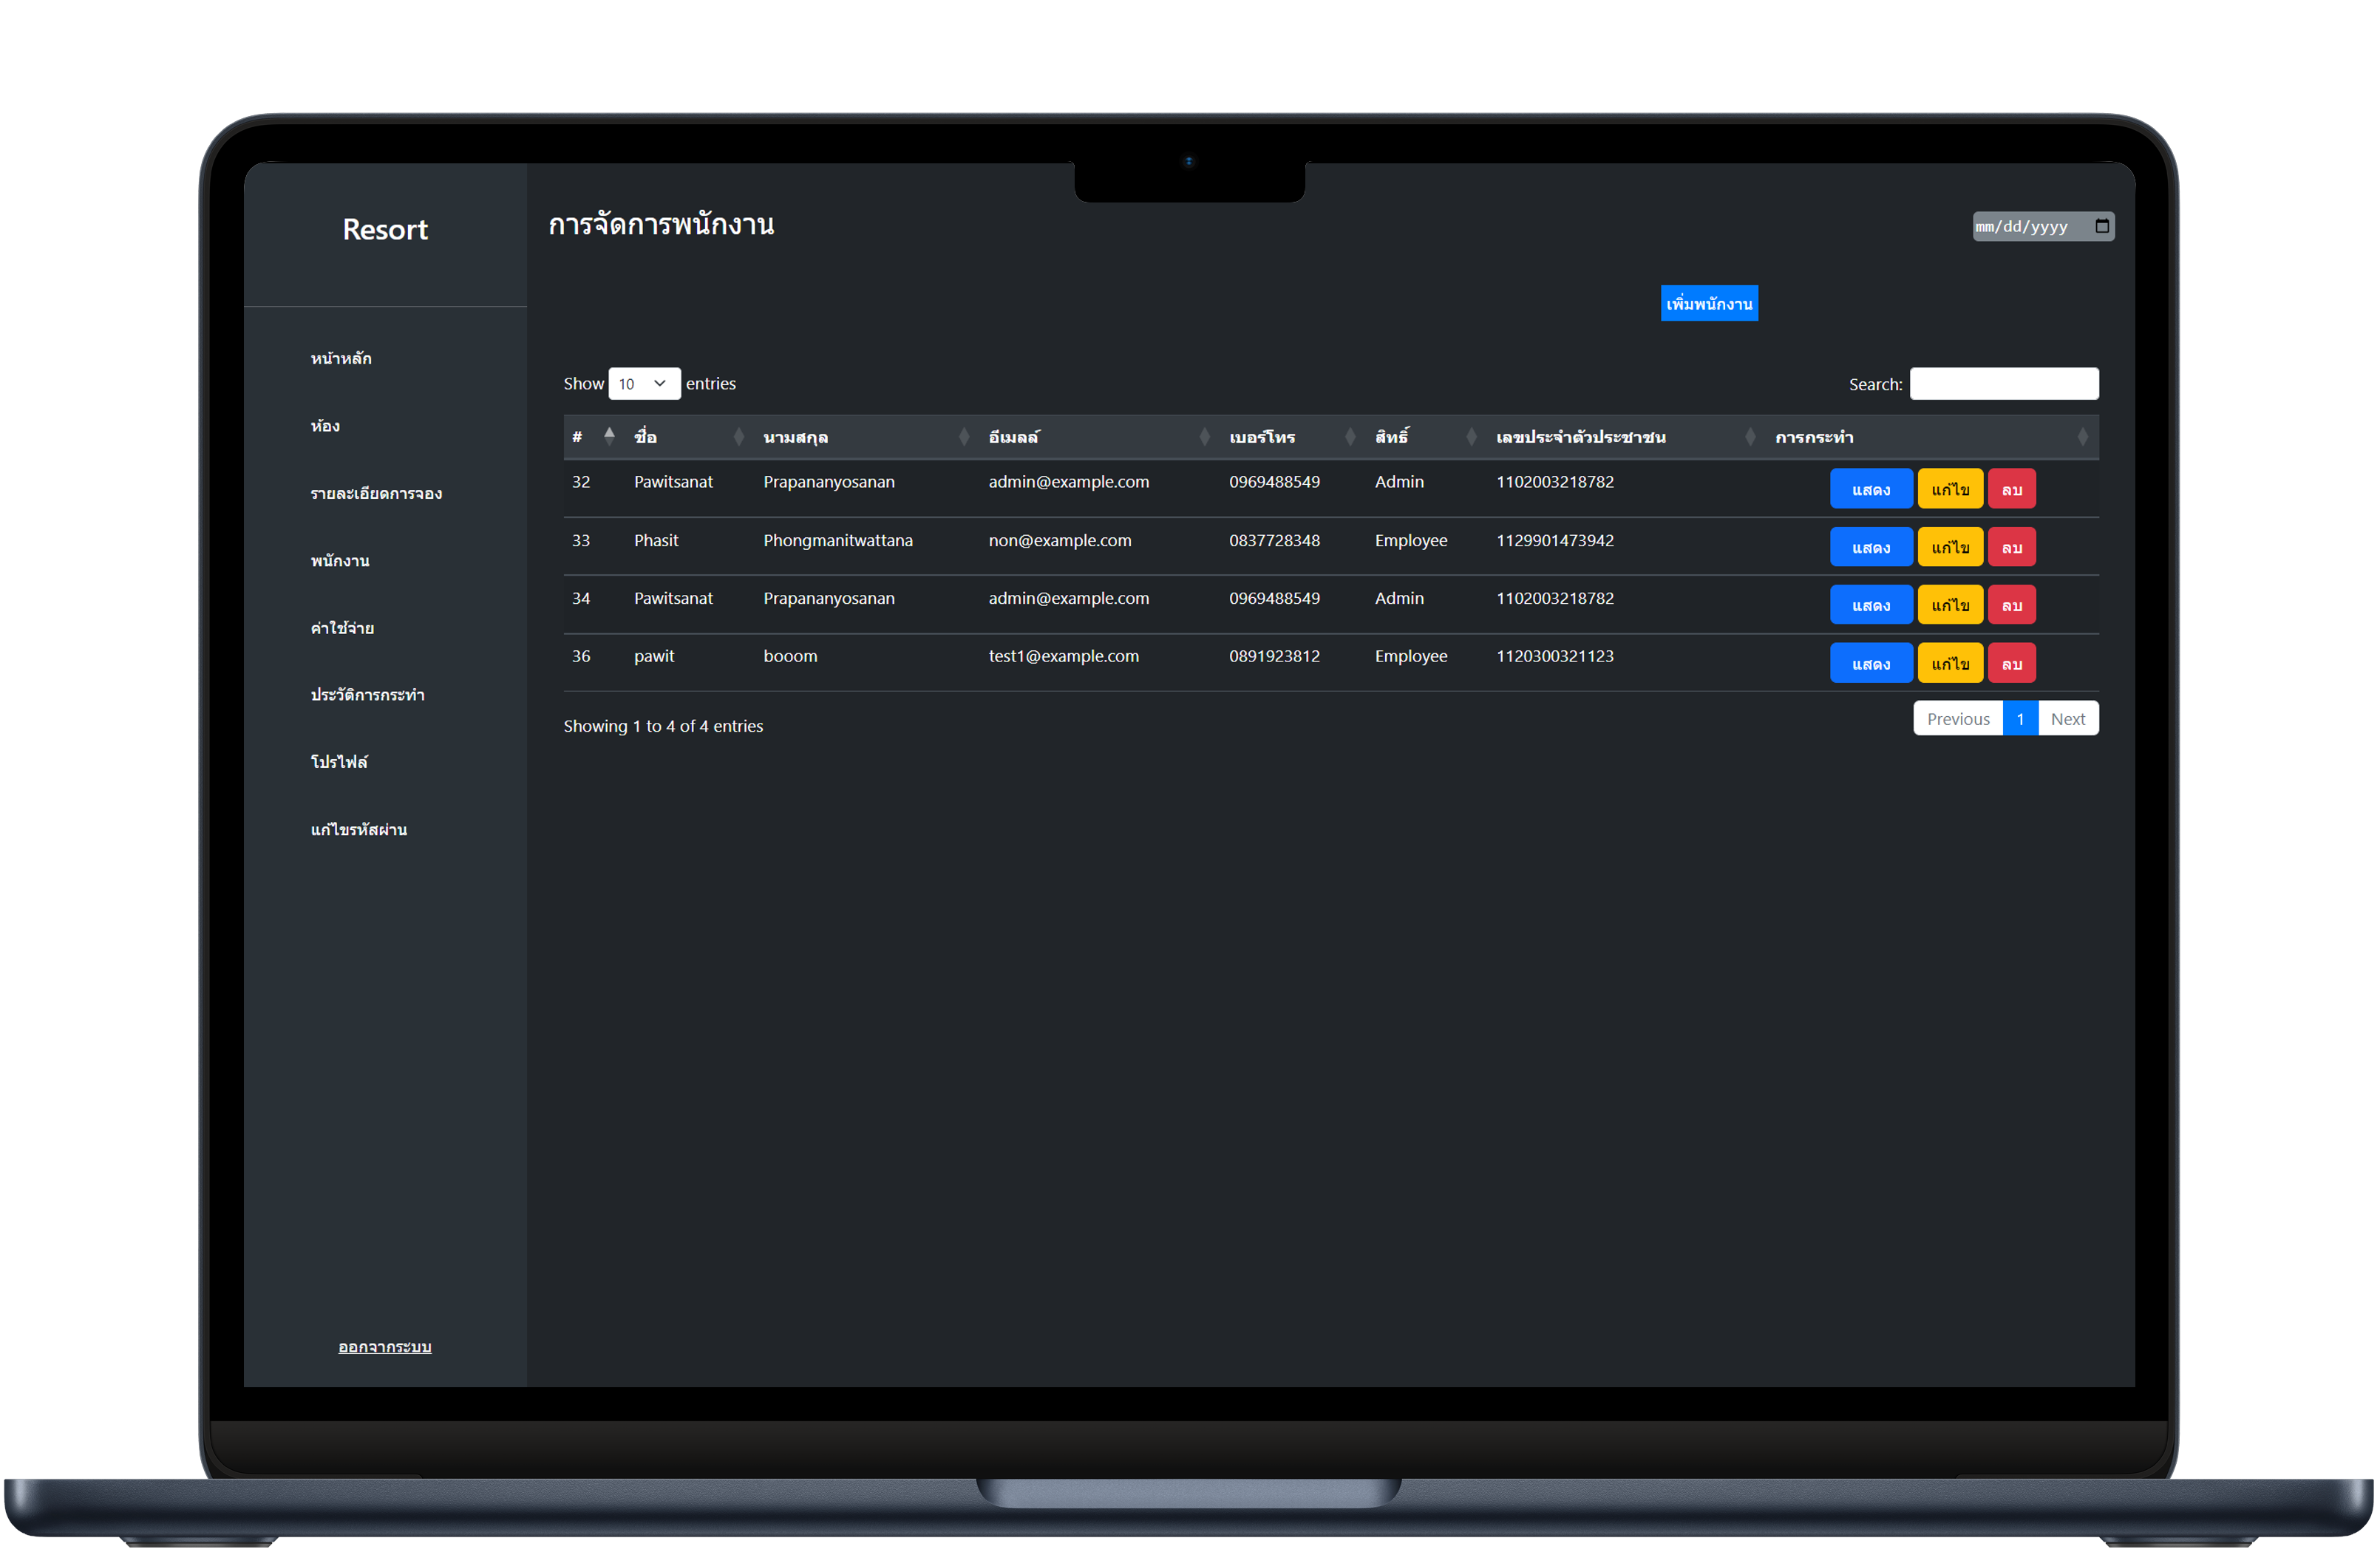 Resort
การจัดการพนักงาน
mm/dd/yyyy
เพิ่มพนักงาน
หน้าหลัก
ห้อง
รายละเอียดการจอง
พนักงาน
ค่าใช้จ่าย
ประวัติการกระทำ
โปรไฟล์
แก้ไขรหัสผ่าน
ออกจากระบบ
Show 10 entries
Search:
# ชื่อ นามสกุล อีเมลล์ เบอร์โทร สิทธิ์ เลขประจำตัวประชาชน การกระทำ
32 Pawitsanat Prapananyosanan admin@example.com 0969488549 Admin 1102003218782 แสดง แก้ไข ลบ
33 Phasit Phongmanitwattana non@example.com 0837728348 Employee 1129901473942 แสดง แก้ไข ลบ
34 Pawitsanat Prapananyosanan admin@example.com 0969488549 Admin 1102003218782 แสดง แก้ไข ลบ
36 pawit booom test1@example.com 0891923812 Employee 1120300321123 แสดง แก้ไข ลบ
Showing 1 to 4 of 4 entries
Previous 1 Next